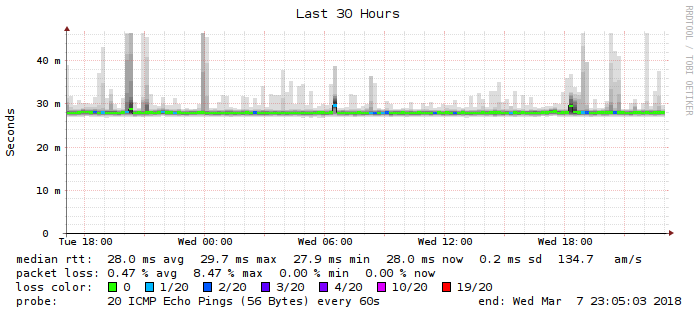 Last 30 Hours
RRDTOOL / TOBI OETIKER
Seconds
40 m
30 m
20 m
10 m
0
Tue 18:00 Wed 00:00 Wed 06:00 Wed 12:00 Wed 18:00
median rtt: 28.0 ms avg 29.7 ms max 27.9 ms min 28.0 ms now 0.2 ms sd 134.7 am/s
packet loss: 0.47 % avg 8.47 % max 0.00 % min 0.00 % now
loss color: 0 1/20 2/20 3/20 4/20 10/20 19/20
probe: 20 ICMP Echo Pings (56 Bytes) every 60s end: Wed Mar 7 23:05:03 2018